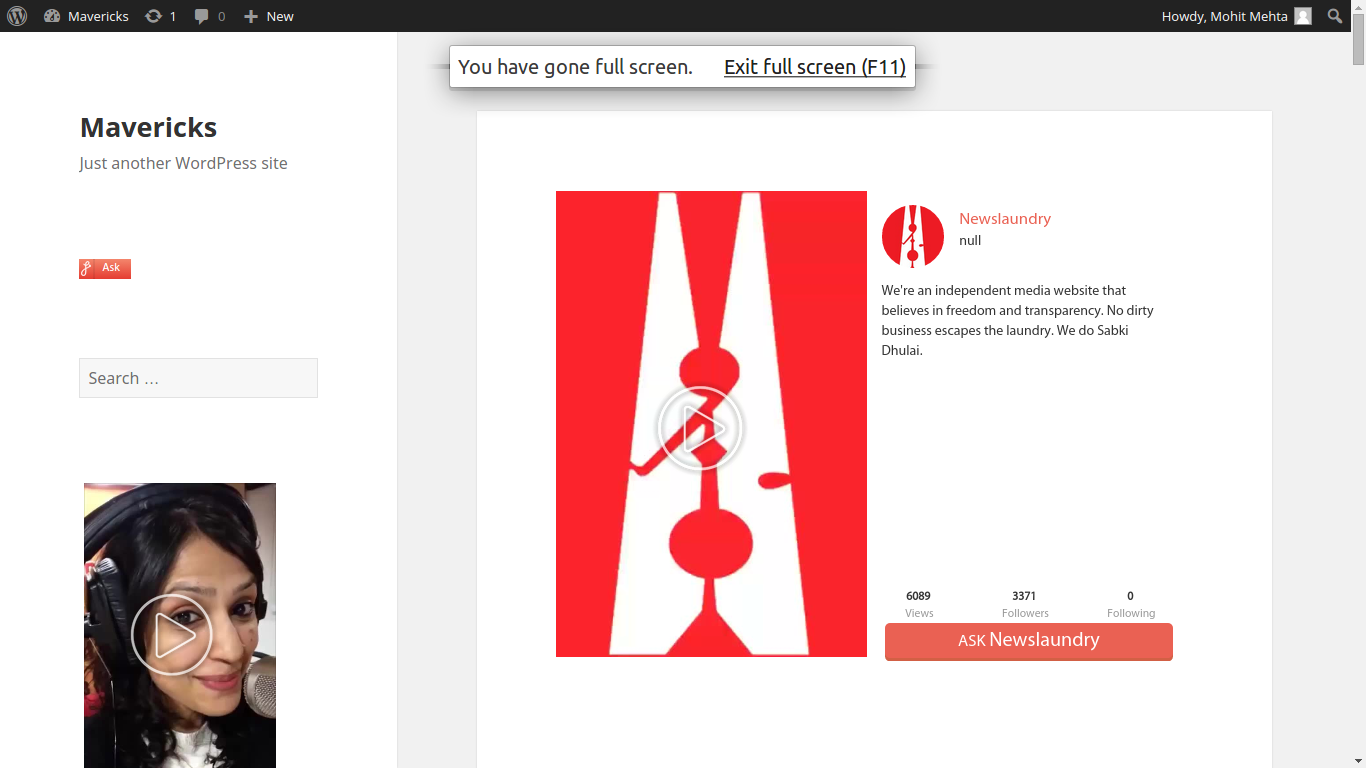 Mavericks 1 0 New Howdy, Mohit Mehta
You have gone full screen. Exit full screen (F11)
Mavericks
Just another WordPress site
Ask
Search …
Newslaundry
null
We're an independent media website that
believes in freedom and transparency. No dirty
business escapes the laundry. We do Sabki
Dhulai.
6089 3371 0
Views Followers Following
ASK Newslaundry